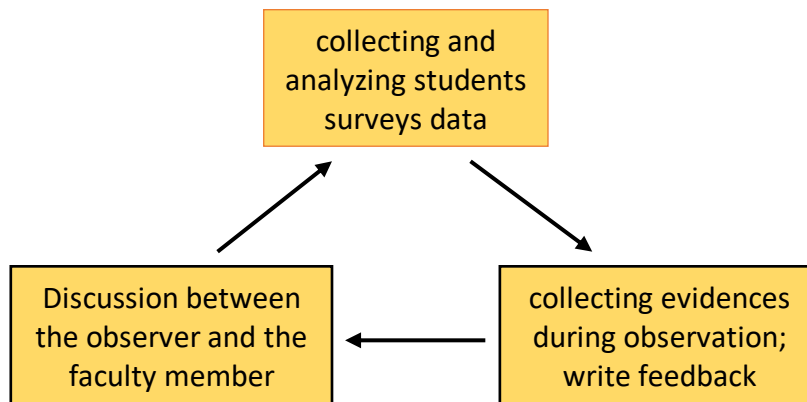 collecting and
analyzing students
surveys data
Discussion between
the observer and the
faculty member
collecting evidences
during observation;
write feedback